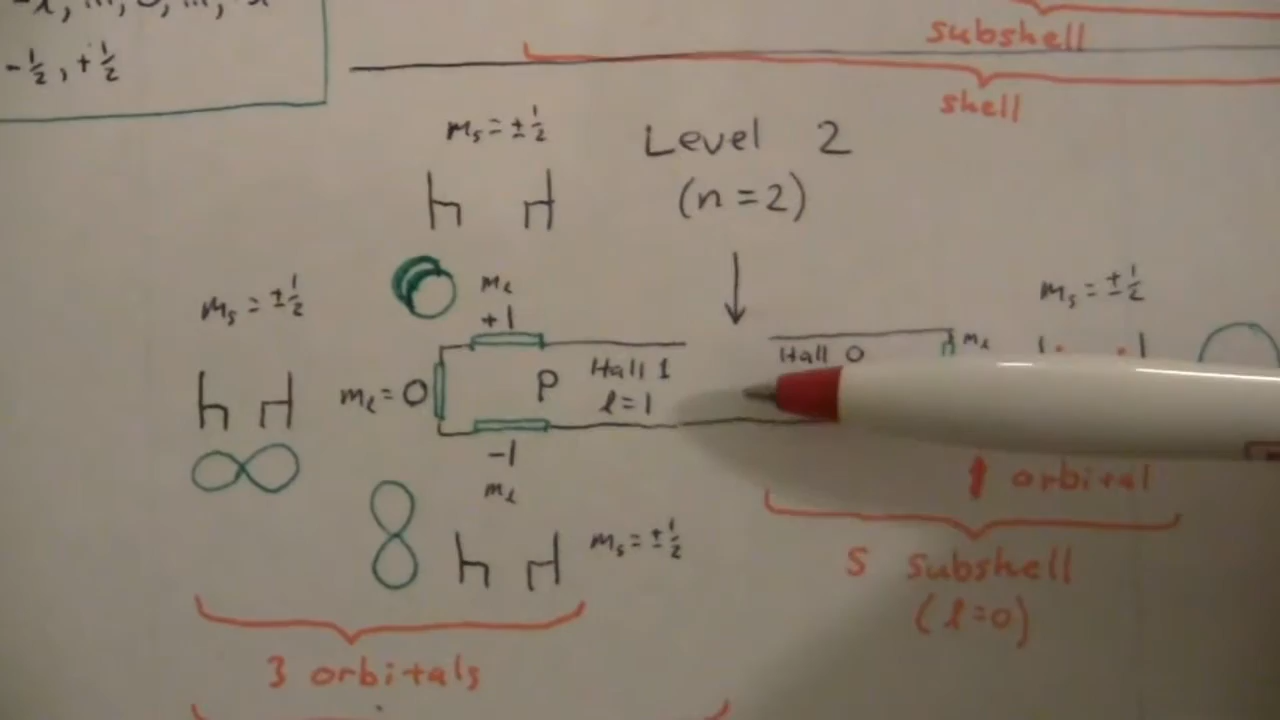 -½, +½
subshell
shell
mₛ = ±½
Level 2
(n = 2)
mₛ = ±½
mₗ
+1
mₛ = ±½
Hall 0
mₗ
mₗ = 0
P
Hall 1
l = 1
-1
mₗ
mₛ = ±½
1 orbital
S subshell
(l = 0)
3 orbitals